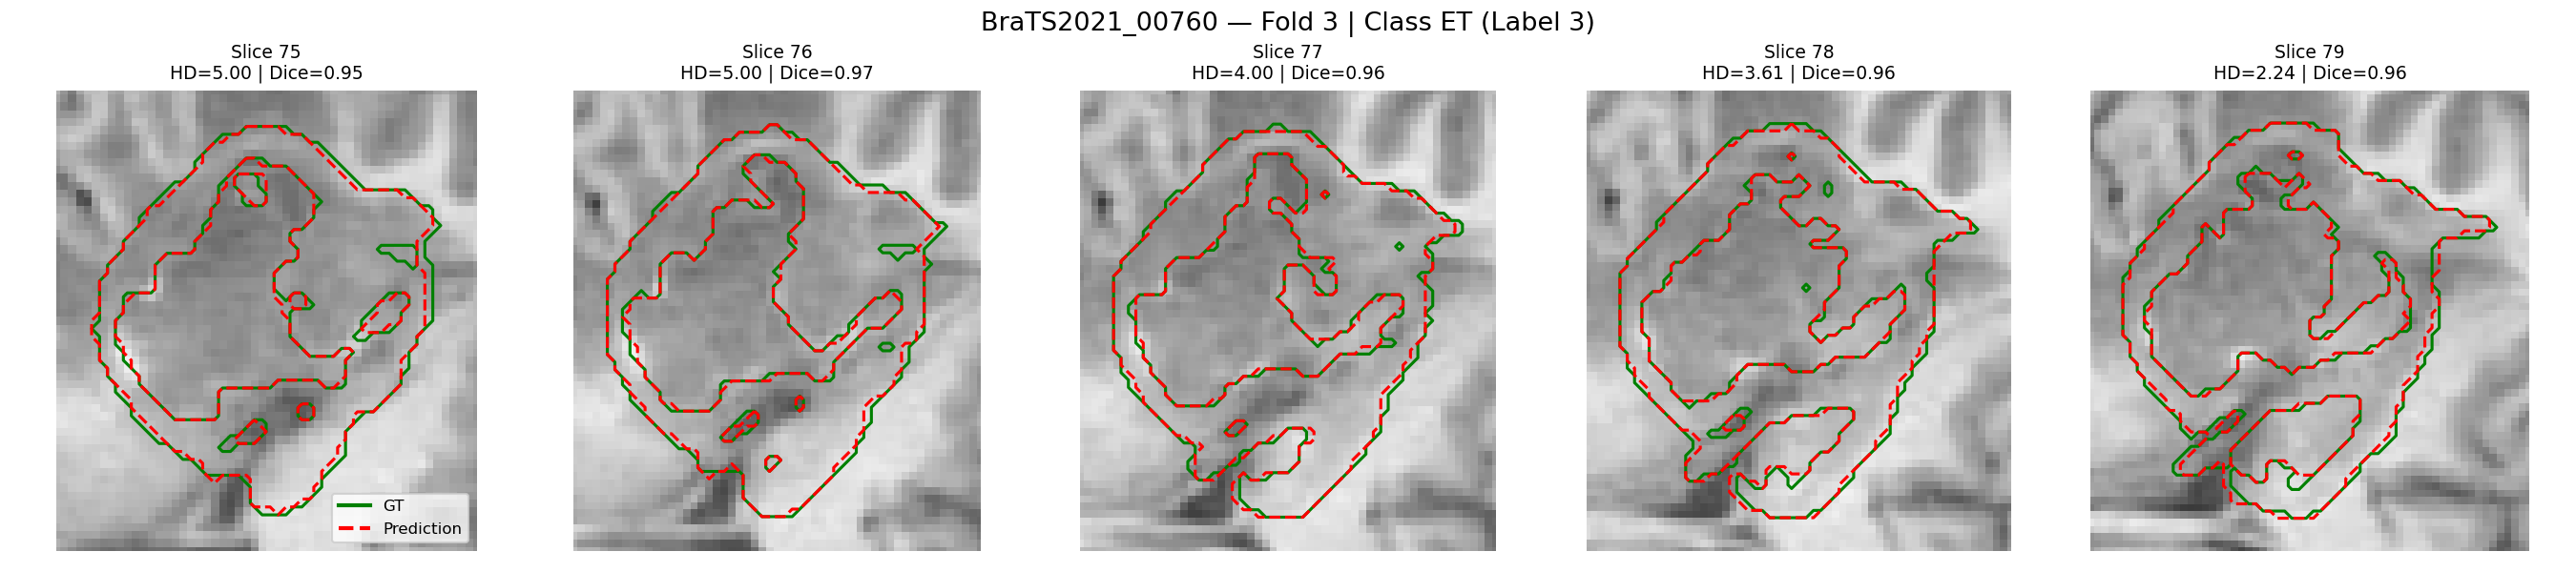 BraTS2021_00760 — Fold 3 | Class ET (Label 3)
Slice 75
HD=5.00 | Dice=0.95
Slice 76
HD=5.00 | Dice=0.97
Slice 77
HD=4.00 | Dice=0.96
Slice 78
HD=3.61 | Dice=0.96
Slice 79
HD=2.24 | Dice=0.96
GT
Prediction